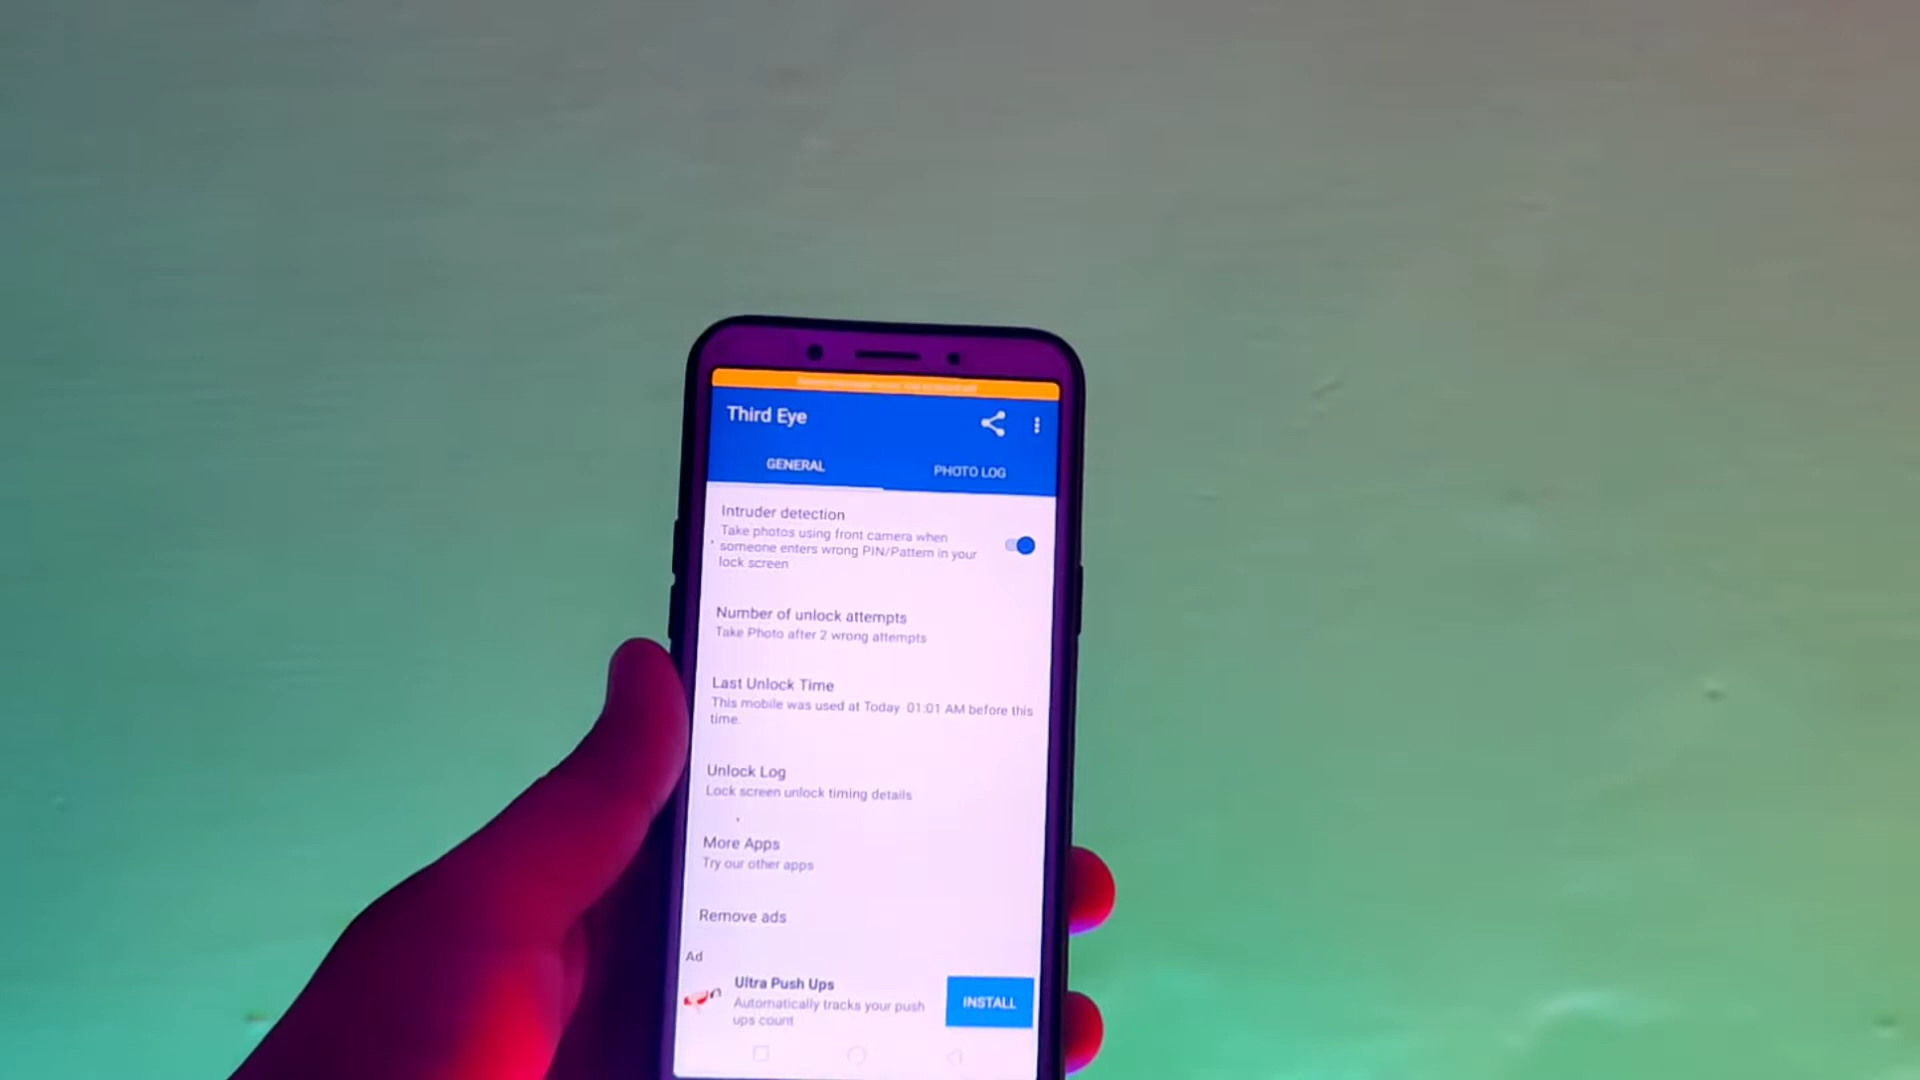 Third Eye
GENERAL
PHOTO LOG
Intruder detection
Take photos using front camera when
someone enters wrong PIN/Pattern in your
lock screen
Number of unlock attempts
Take Photo after 2 wrong attempts
Last Unlock Time
This mobile was used at Today 01:01 AM before this
time.
Unlock Log
Lock screen unlock timing details
More Apps
Try our other apps
Remove ads
Ad
Ultra Push Ups
Automatically tracks your push
ups count
INSTALL